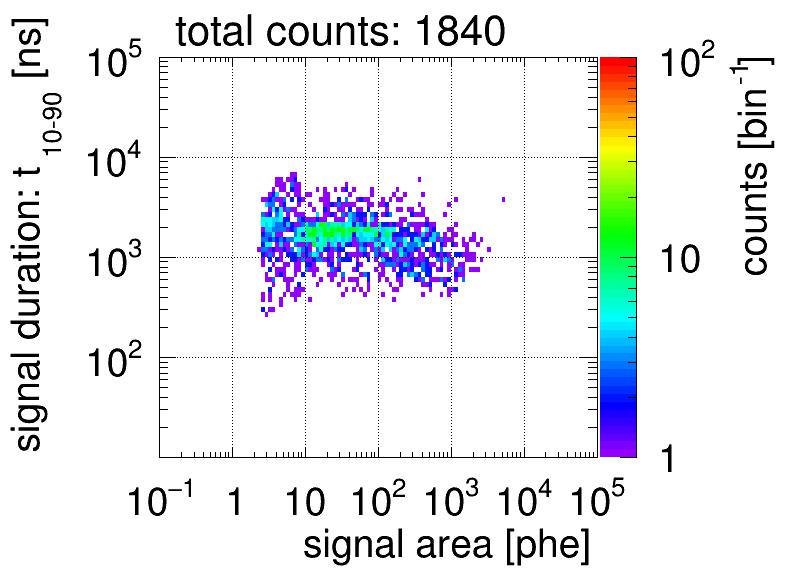 total counts: 1840
signal duration: t 10-90 [ns]
10^5
10^4
10^3
10^2
10^−1 1 10 10^2 10^3 10^4 10^5
signal area [phe]
10^2
10
1
counts [bin^-1]